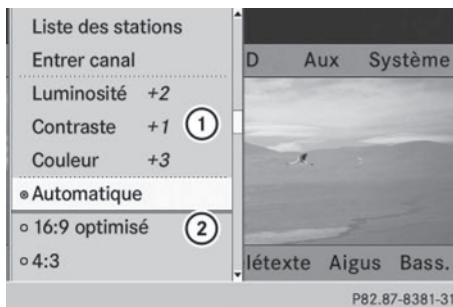 Liste des stations
Entrer canal
Luminosité +2
Contraste +1
1
Couleur +3
Automatique
16:9 optimisé
2
4:3
D Aux Système
létexte Aigus Bass.
P82.87-8381-31